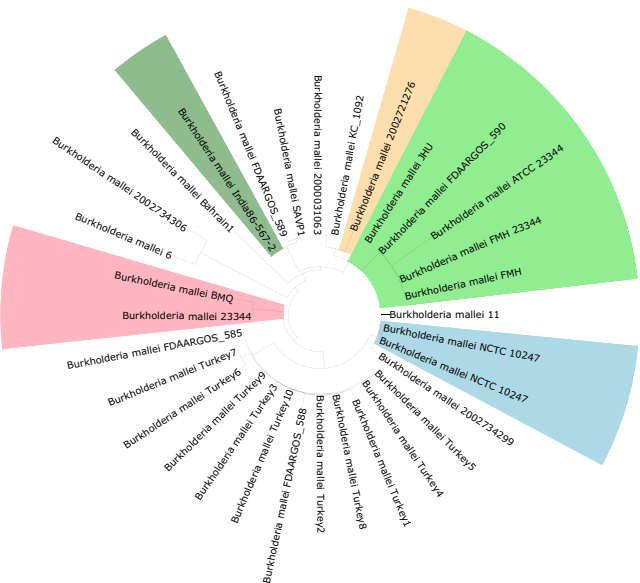 Burkholderia mallei 2002721276
Burkholderia mallei JHU
Burkholderia mallei FDAARGOS_590
Burkholderia mallei ATCC 23344
Burkholderia mallei FMH 23344
Burkholderia mallei FMH
Burkholderia mallei 11
Burkholderia mallei NCTC 10247
Burkholderia mallei NCTC 10247
Burkholderia mallei 2002734299
Burkholderia mallei Turkey5
Burkholderia mallei Turkey4
Burkholderia mallei Turkey1
Burkholderia mallei Turkey8
Burkholderia mallei Turkey2
Burkholderia mallei FDAARGOS_588
Burkholderia mallei Turkey10
Burkholderia mallei Turkey3
Burkholderia mallei Turkey9
Burkholderia mallei Turkey6
Burkholderia mallei Turkey7
Burkholderia mallei FDAARGOS_585
Burkholderia mallei 23344
Burkholderia mallei BMQ
Burkholderia mallei 6
Burkholderia mallei 2002734306
Burkholderia mallei Bahrain1
Burkholderia mallei India86-567-2
Burkholderia mallei FDAARGOS_589
Burkholderia mallei SAVP1
Burkholderia mallei 2000031063
Burkholderia mallei KC_1092